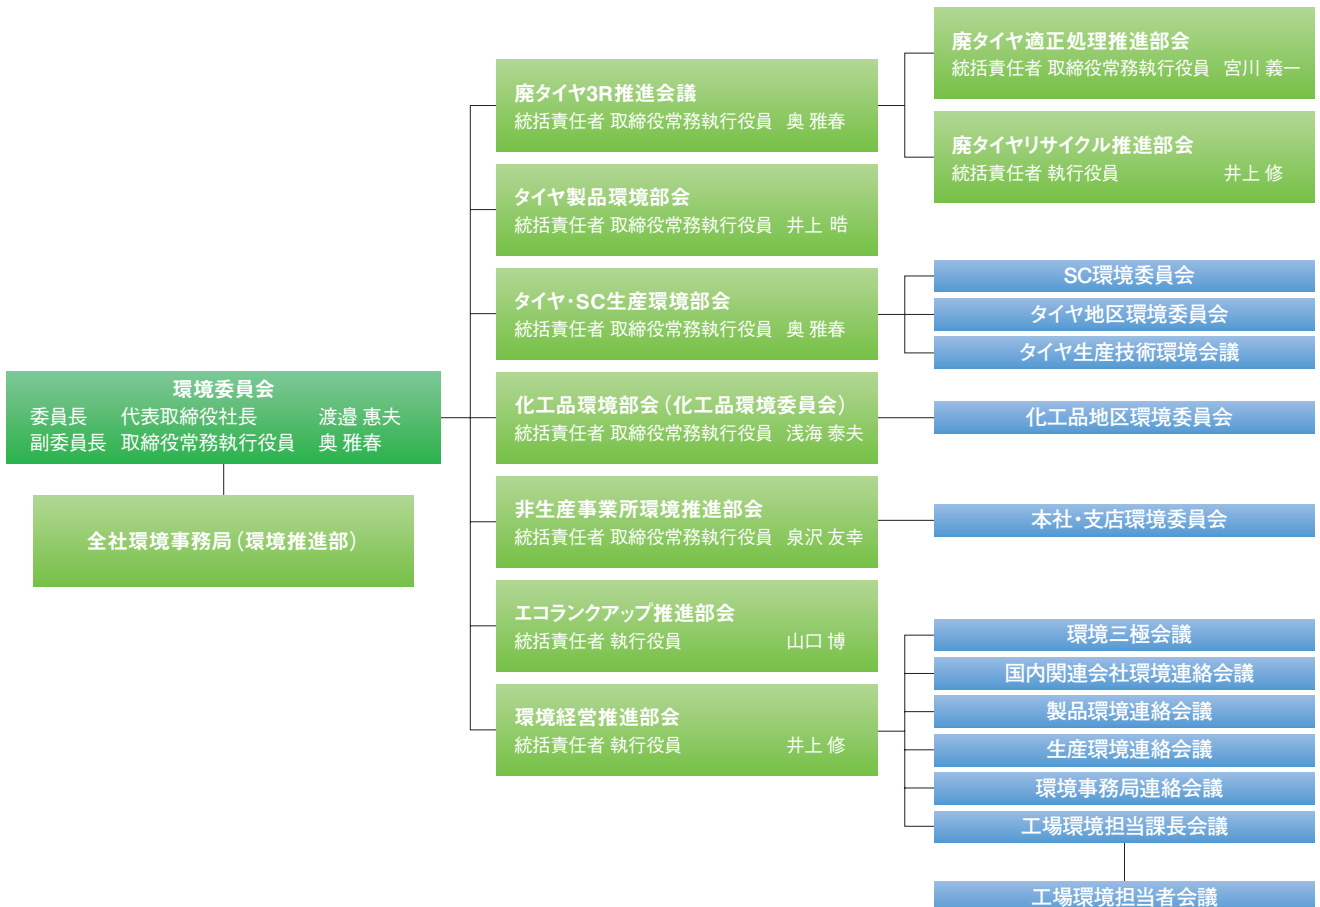 環境委員会
委員長 代表取締役社長 渡邉 惠夫
副委員長 取締役常務執行役員 奥 雅春
全社環境事務局(環境推進部)
廃タイヤ3R推進会議
統括責任者 取締役常務執行役員 奥 雅春
廃タイヤ適正処理推進部会
統括責任者 取締役常務執行役員 宮川 義一
廃タイヤリサイクル推進部会
統括責任者 執行役員 井上 修
タイヤ製品環境部会
統括責任者 取締役常務執行役員 井上 晧
タイヤ・SC生産環境部会
統括責任者 取締役常務執行役員 奥 雅春
SC環境委員会
タイヤ地区環境委員会
タイヤ生産技術環境会議
化工品環境部会(化工品環境委員会)
統括責任者 取締役常務執行役員 浅海 泰夫
化工品地区環境委員会
非生産事業所環境推進部会
統括責任者 取締役常務執行役員 泉沢 友幸
本社・支店環境委員会
エコランクアップ推進部会
統括責任者 執行役員 山口 博
環境経営推進部会
統括責任者 執行役員 井上 修
環境三極会議
国内関連会社環境連絡会議
製品環境連絡会議
生産環境連絡会議
環境事務局連絡会議
工場環境担当課長会議
工場環境担当者会議